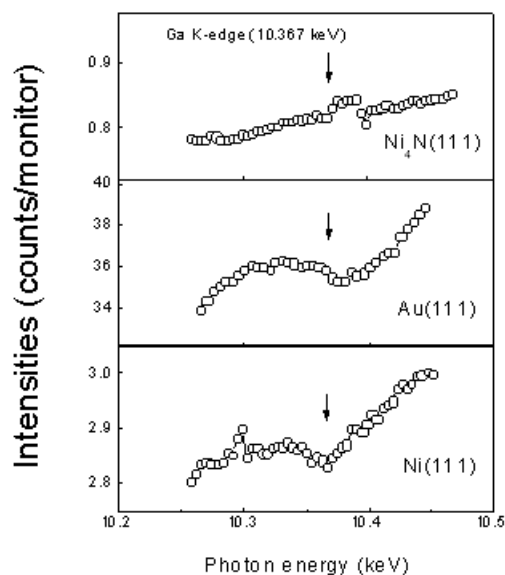 Ga K-edge (10.367 keV)
0.9
0.8
Ni4N(111)
40
38
36
34
Au(111)
3.0
2.9
2.8
Ni(111)
10.2 10.3 10.4 10.5
Photon energy (keV)
Intensities (counts/monitor)